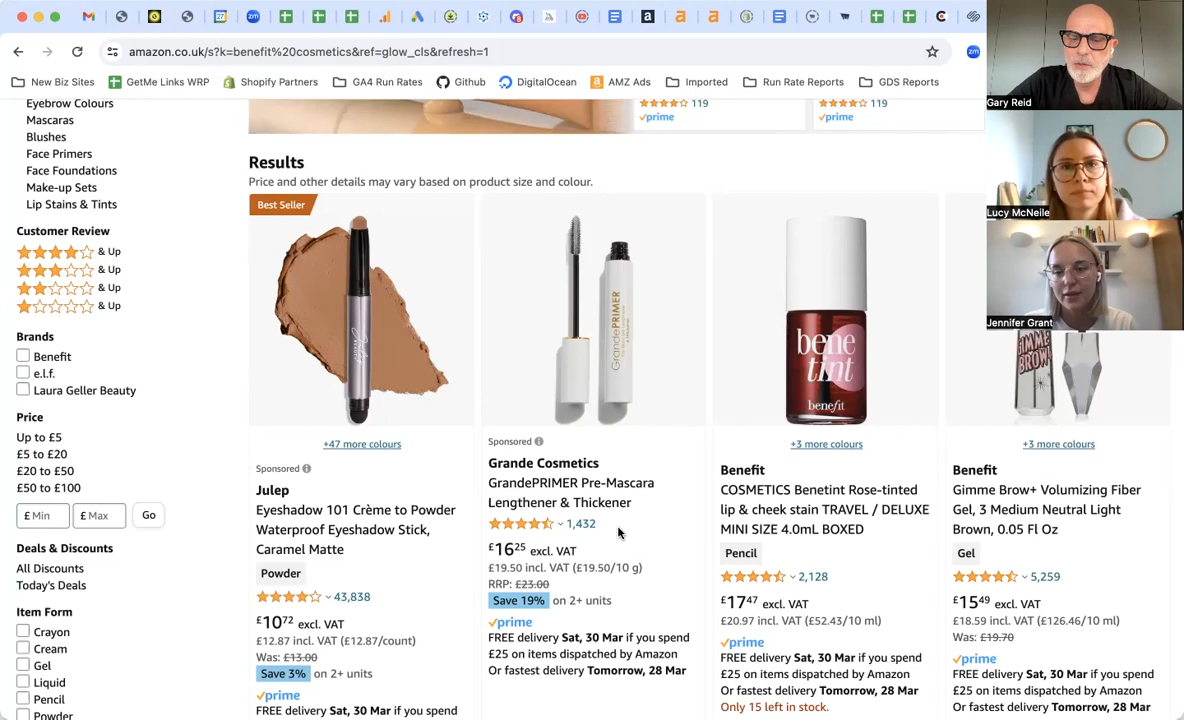 27
zm
a
a
a
amazon.co.uk/s?k=benefit%20cosmetics&ref=glow_cls&refresh=1
zm
New Biz Sites
GetMe Links WRP
Shopify Partners
GA4 Run Rates
Github
DigitalOcean
AMZ Ads
Imported
Run Rate Reports
GDS Reports
Gary Reid
Lucy McNeile
Jennifer Grant
Eyebrow Colours
Mascaras
Blushes
Face Primers
Face Foundations
Make-up Sets
Lip Stains & Tints
Customer Review
& Up
& Up
& Up
& Up
Brands
Benefit
e.l.f.
Laura Geller Beauty
Price
Up to £5
£5 to £20
£20 to £50
£50 to £100
£ Min
£ Max
Go
Deals & Discounts
All Discounts
Today's Deals
Item Form
Crayon
Cream
Gel
Liquid
Pencil
Powder
119
prime
119
prime
Results
Price and other details may vary based on product size and colour.
Best Seller
+47 more colours
Sponsored
Julep
Eyeshadow 101 Crème to Powder
Waterproof Eyeshadow Stick,
Caramel Matte
Powder
43,838
£10⁷² excl. VAT
£12.87 incl. VAT (£12.87/count)
Was: £13.00
Save 3% on 2+ units
prime
FREE delivery Sat, 30 Mar if you spend
GrandePRIMER
Sponsored
Grande Cosmetics
GrandePRIMER Pre-Mascara
Lengthener & Thickener
1,432
£16²⁵ excl. VAT
£19.50 incl. VAT (£19.50/10 g)
RRP: £23.00
Save 19% on 2+ units
prime
FREE delivery Sat, 30 Mar if you spend
£25 on items dispatched by Amazon
Or fastest delivery Tomorrow, 28 Mar
bene
tint
benefit
+3 more colours
Benefit
COSMETICS Benetint Rose-tinted
lip & cheek stain TRAVEL / DELUXE
MINI SIZE 4.0mL BOXED
Pencil
2,128
£17⁴⁷ excl. VAT
£20.97 incl. VAT (£52.43/10 ml)
prime
FREE delivery Sat, 30 Mar if you spend
£25 on items dispatched by Amazon
Or fastest delivery Tomorrow, 28 Mar
Only 15 left in stock.
GIMME
BROW+
+3 more colours
Benefit
Gimme Brow+ Volumizing Fiber
Gel, 3 Medium Neutral Light
Brown, 0.05 Fl Oz
Gel
5,259
£15⁴⁹ excl. VAT
£18.59 incl. VAT (£126.46/10 ml)
Was: £19.70
prime
FREE delivery Sat, 30 Mar if you spend
£25 on items dispatched by Amazon
Or fastest delivery Tomorrow, 28 Mar